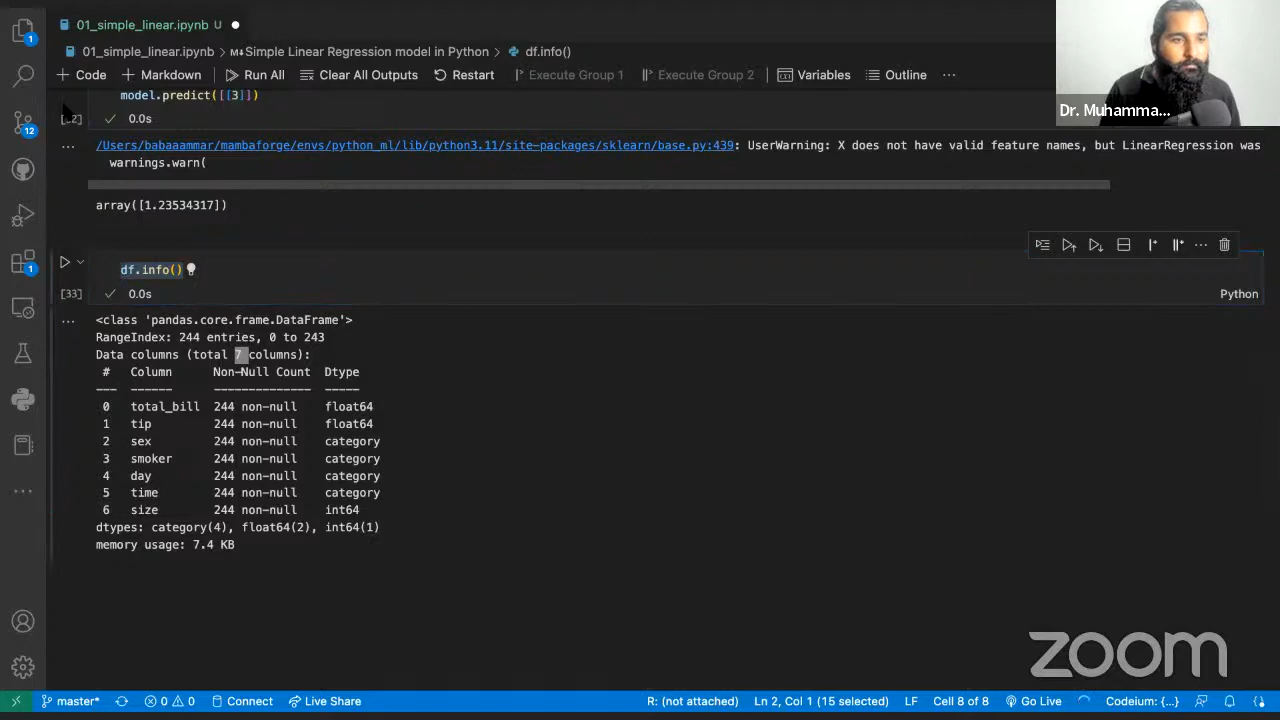 01_simple_linear.ipynb U
01_simple_linear.ipynb > M↓Simple Linear Regression model in Python > df.info()
Code Markdown Run All Clear All Outputs Restart Execute Group 1 Execute Group 2 Variables Outline ...
Dr. Muhamma...
model.predict([[3]])
0.0s
/Users/babaaammar/mambaforge/envs/python_ml/lib/python3.11/site-packages/sklearn/base.py:439: UserWarning: X does not have valid feature names, but LinearRegression was
warnings.warn(
array([1.23534317])
df.info()
[33] 0.0s Python
<class 'pandas.core.frame.DataFrame'>
RangeIndex: 244 entries, 0 to 243
Data columns (total 7 columns):
# Column Non-Null Count Dtype
--- ------ -------------- -----
0 total_bill 244 non-null float64
1 tip 244 non-null float64
2 sex 244 non-null category
3 smoker 244 non-null category
4 day 244 non-null category
5 time 244 non-null category
6 size 244 non-null int64
dtypes: category(4), float64(2), int64(1)
memory usage: 7.4 KB
1
12
1
zoom
master* 0 0 Connect Live Share R: (not attached) Ln 2, Col 1 (15 selected) LF Cell 8 of 8 Go Live Codeium: {...}